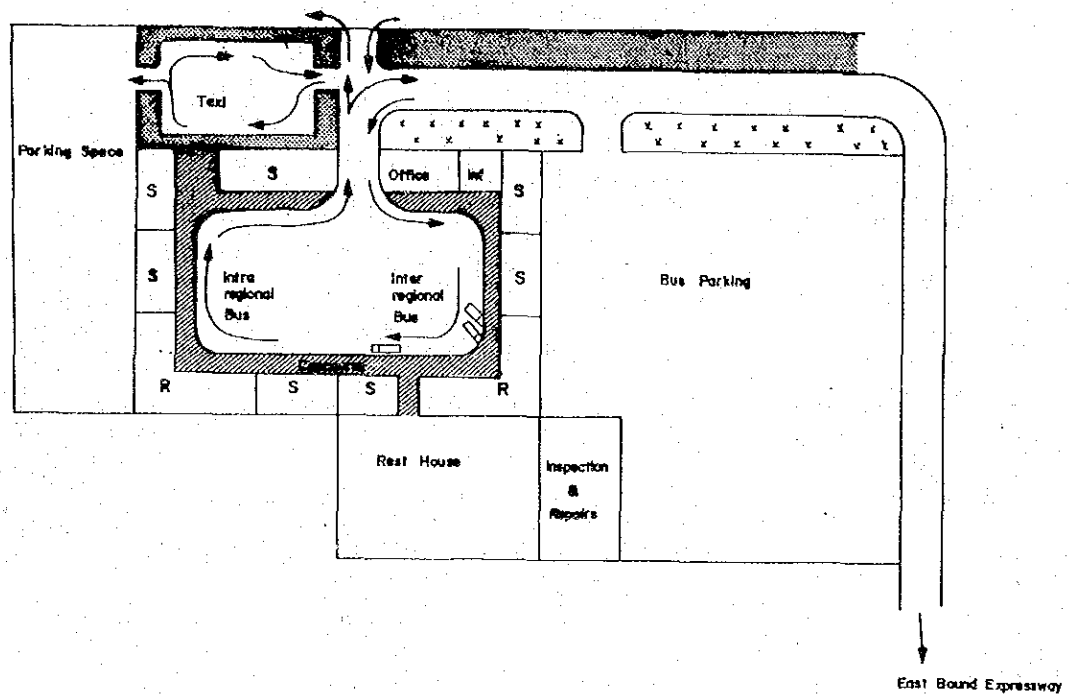 Taxi
Parking Space
S
Office
Inf
S
S
S
S
Intra
regional
Bus
Inter
regional
Bus
Bus Parking
R
S
S
R
Rest House
Inspection
&
Repairs
East Bound Expressway